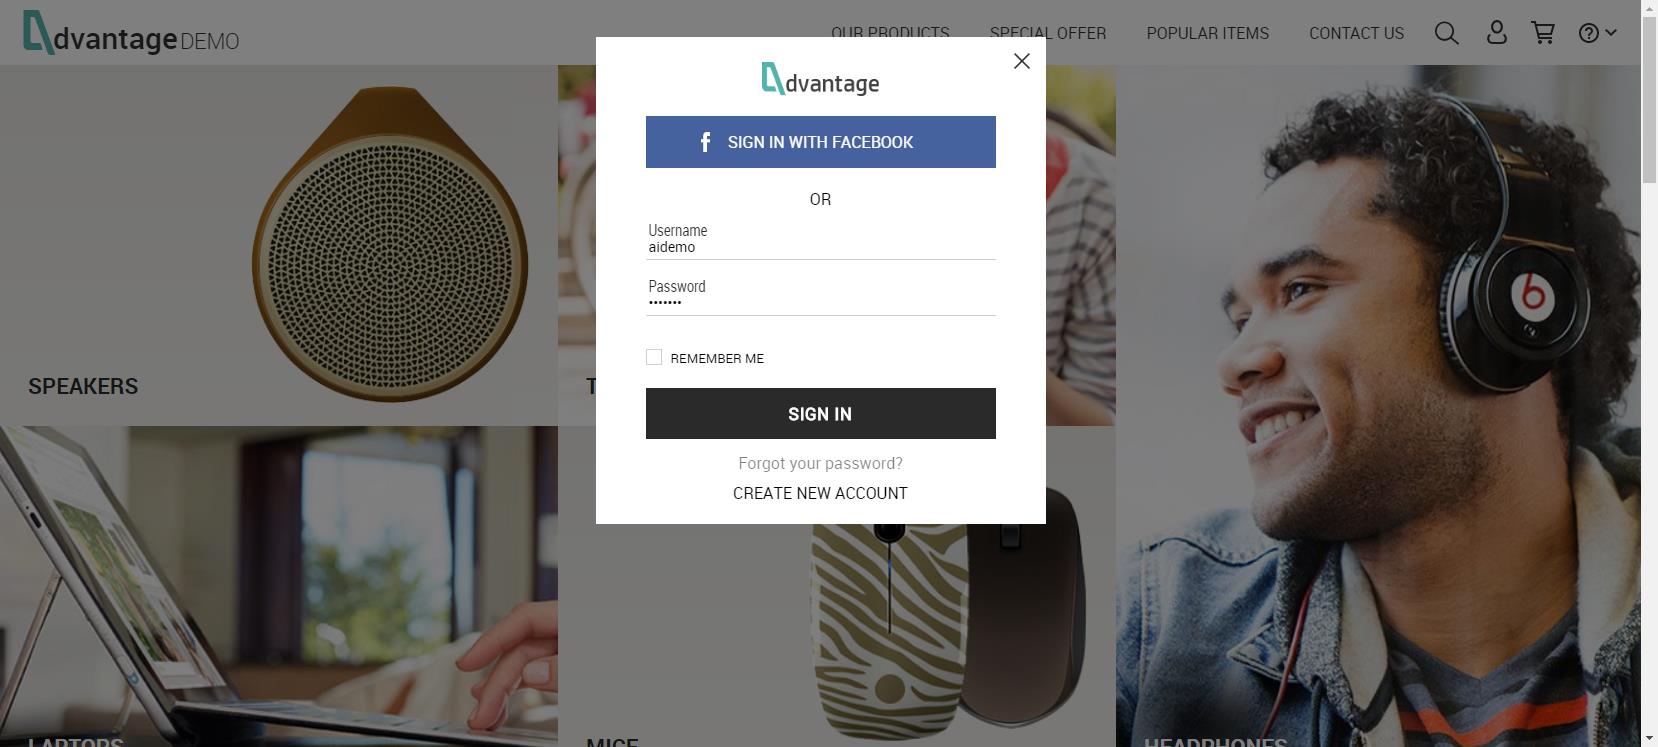 dvantage DEMO
OUR PRODUCTS SPECIAL OFFER POPULAR ITEMS CONTACT US
dvantage
SIGN IN WITH FACEBOOK
OR
Username
aidemo
Password
•••••••
REMEMBER ME
SIGN IN
Forgot your password?
CREATE NEW ACCOUNT
SPEAKERS
T
LAPTOPS
MICE
HEADPHONES